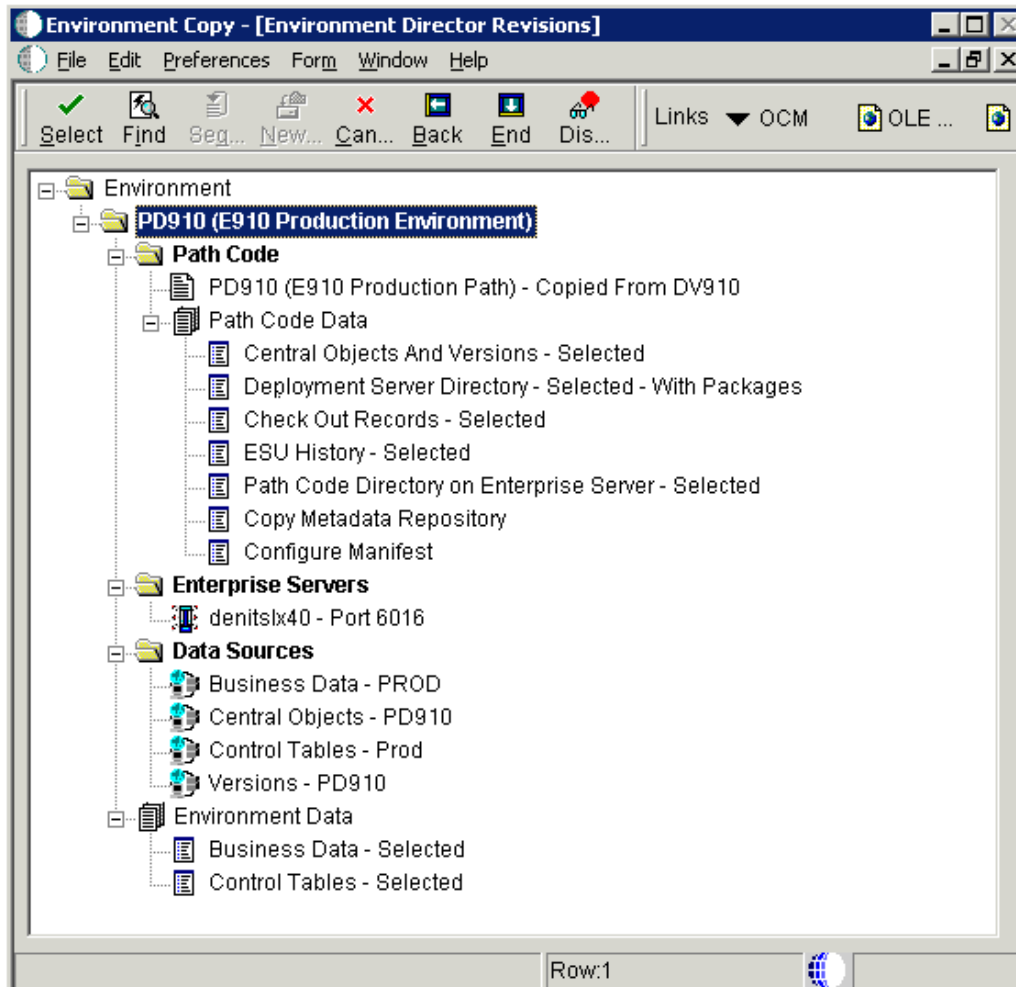 Environment Copy - [Environment Director Revisions]
File Edit Preferences Form Window Help
Select Find Seq... New... Can... Back End Dis... Links OCM OLE ...
Environment
PD910 (E910 Production Environment)
Path Code
PD910 (E910 Production Path) - Copied From DV910
Path Code Data
Central Objects And Versions - Selected
Deployment Server Directory - Selected - With Packages
Check Out Records - Selected
ESU History - Selected
Path Code Directory on Enterprise Server - Selected
Copy Metadata Repository
Configure Manifest
Enterprise Servers
denitslx40 - Port 6016
Data Sources
Business Data - PROD
Central Objects - PD910
Control Tables - Prod
Versions - PD910
Environment Data
Business Data - Selected
Control Tables - Selected
Row:1